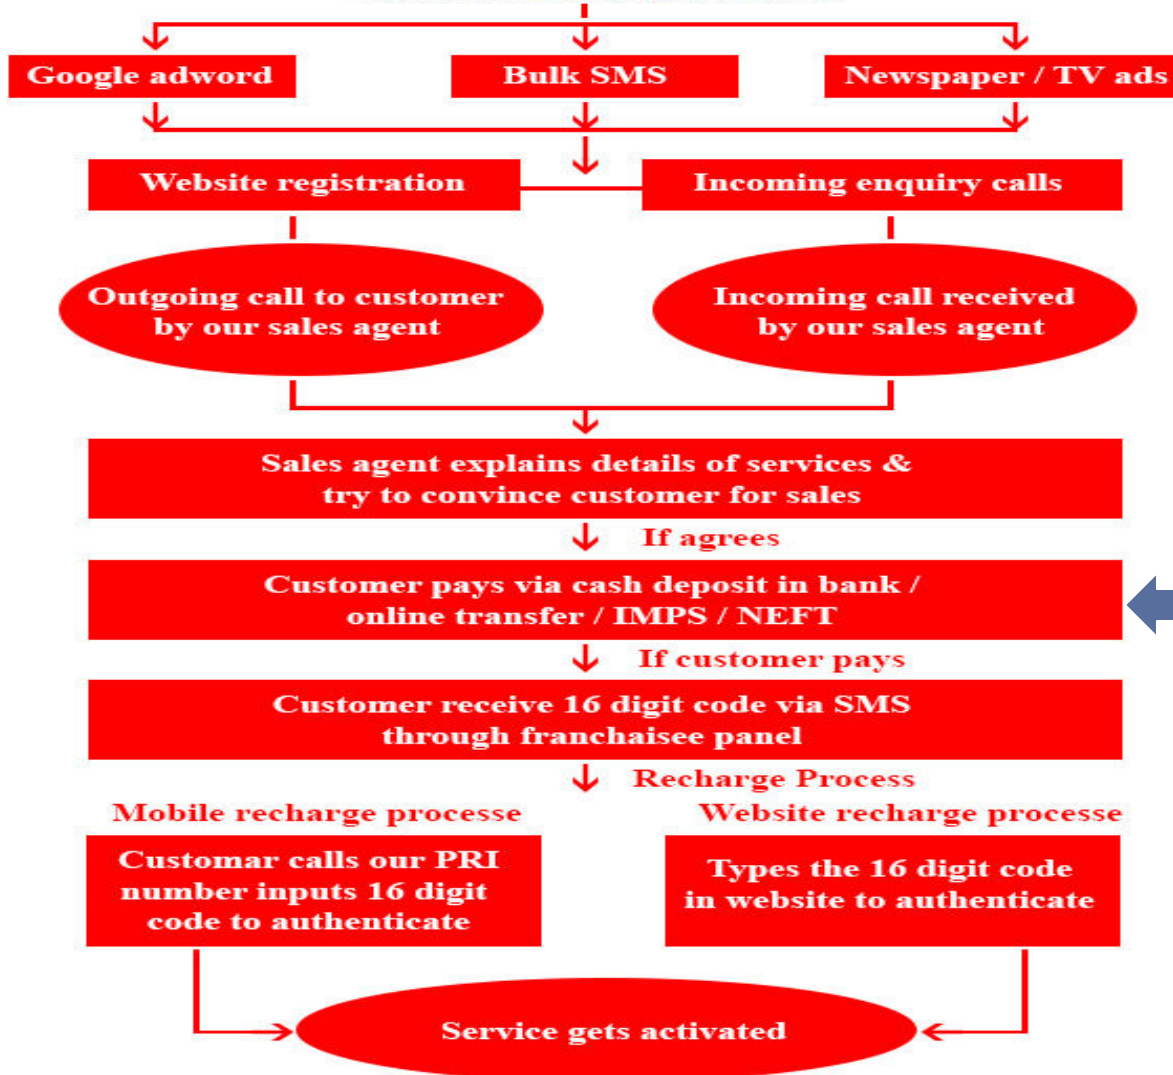 Google adword
Bulk SMS
Newspaper / TV ads
Website registration
Incoming enquiry calls
Outgoing call to customer
by our sales agent
Incoming call received
by our sales agent
Sales agent explains details of services &
try to convince customer for sales
If agrees
Customer pays via cash deposit in bank /
online transfer / IMPS / NEFT
If customer pays
Customer receive 16 digit code via SMS
through franchaisee panel
Recharge Process
Mobile recharge processe
Website recharge processe
Customar calls our PRI
number inputs 16 digit
code to authenticate
Types the 16 digit code
in website to authenticate
Service gets activated